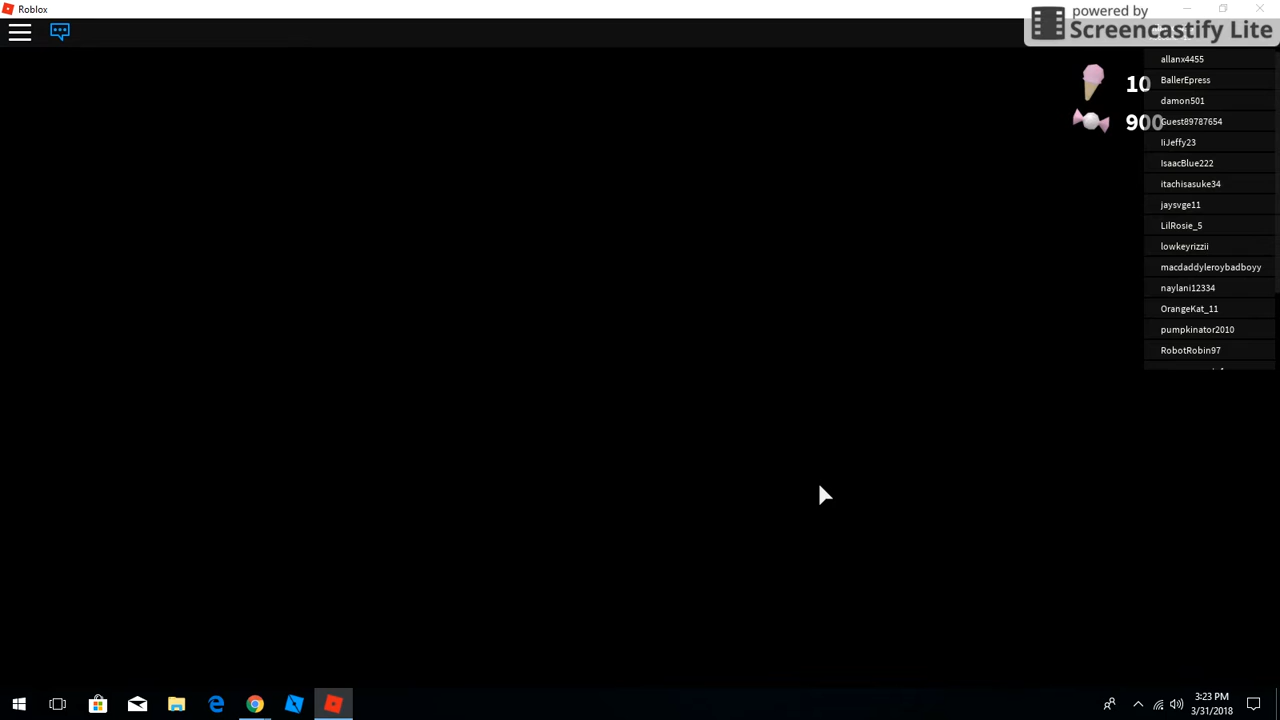 Roblox
powered by
Screencastify Lite
allanx4455
10
BallerEpress
damon501
900
Guest89787654
IiJeffy23
IsaacBlue222
itachisasuke34
jaysvge11
LilRosie_5
lowkeyrizzii
macdaddyleroybadboyy
naylani12334
OrangeKat_11
pumpkinator2010
RobotRobin97
3:23 PM
3/31/2018